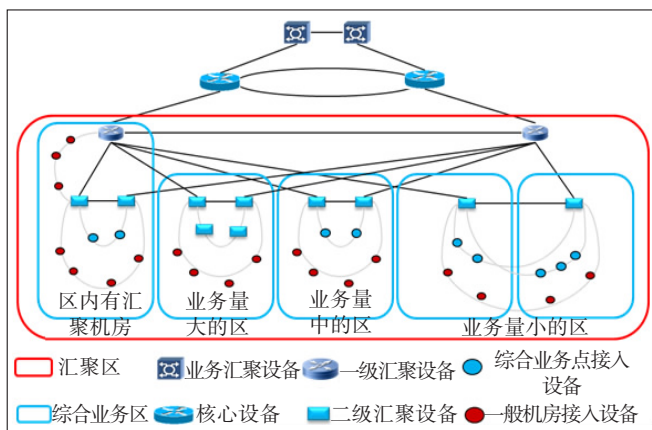 区内有汇
聚机房
业务量
大的区
业务量
中的区
业务量小的区
汇聚区
业务汇聚设备
一级汇聚设备
综合业务点接入
设备
综合业务区
核心设备
二级汇聚设备
一般机房接入设备